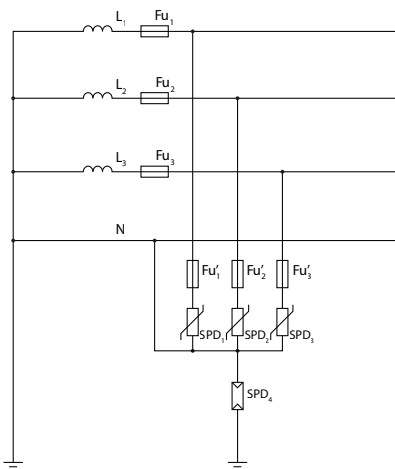 L₁ Fu₁
L₂ Fu₂
L₃ Fu₃
N
Fu'₁ Fu'₂ Fu'₃
SPD₁ SPD₂ SPD₃
SPD₄